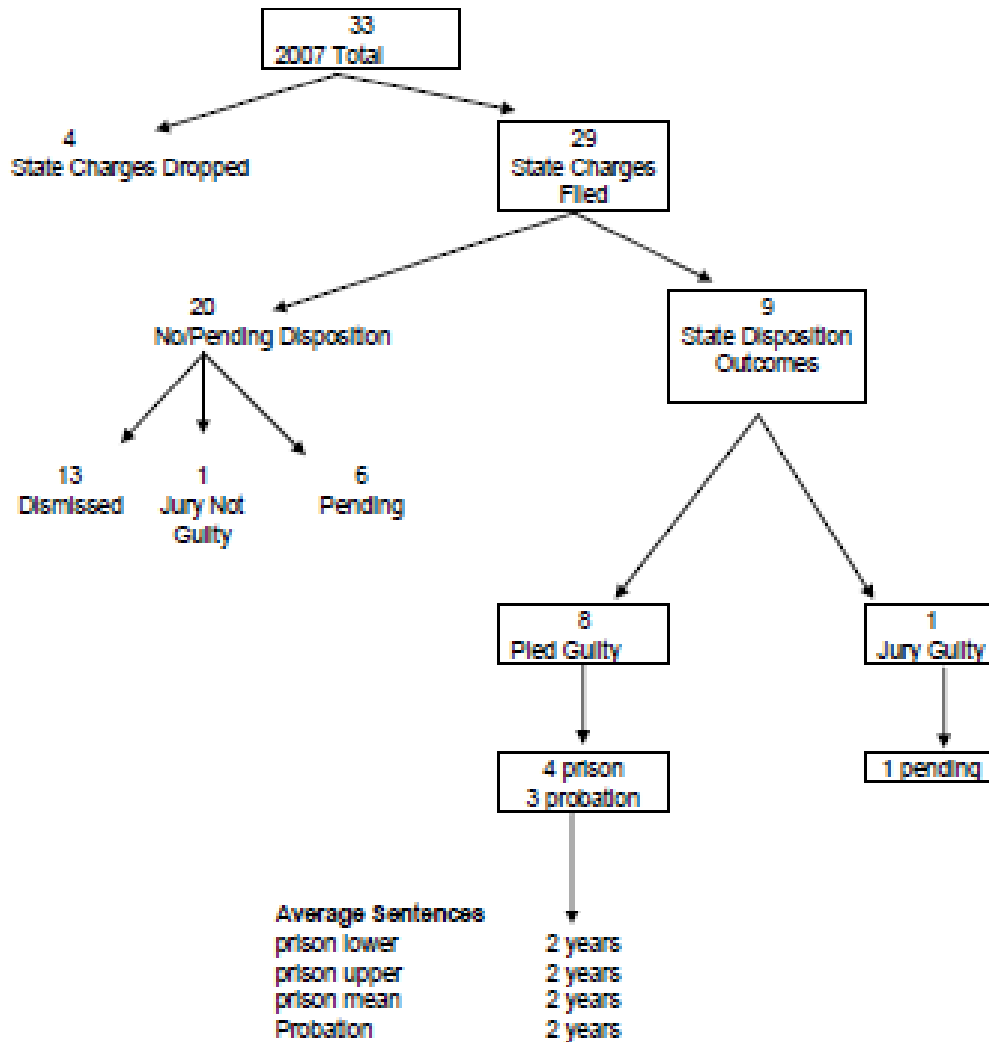 33
2007 Total
4
State Charges Dropped
29
State Charges
Filed
20
No/Pending Disposition
9
State Disposition
Outcomes
13
Dismissed
1
Jury Not
Guilty
6
Pending
8
Pled Guilty
1
Jury Guilty
4 prison
3 probation
1 pending
Average Sentences
prison lower 2 years
prison upper 2 years
prison mean 2 years
Probation 2 years